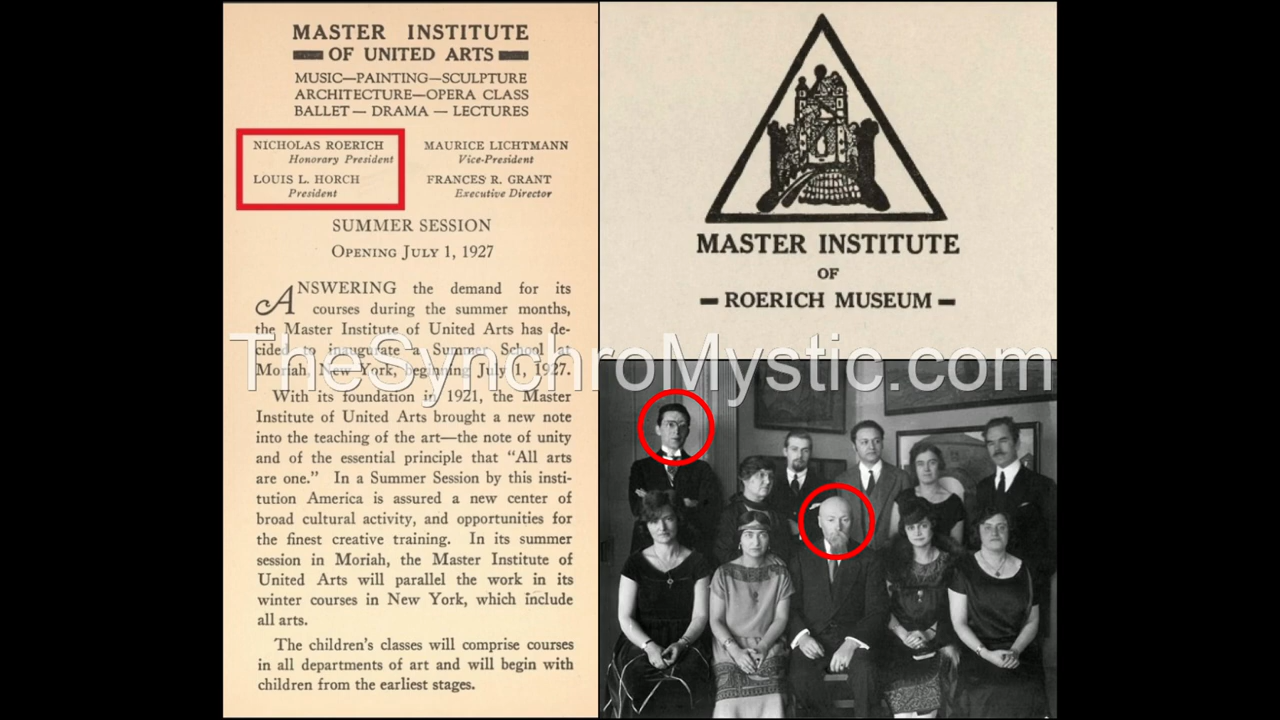 MASTER INSTITUTE
OF UNITED ARTS
MUSIC—PAINTING—SCULPTURE
ARCHITECTURE—OPERA CLASS
BALLET — DRAMA — LECTURES
NICHOLAS ROERICH
Honorary President
LOUIS L. HORCH
President
MAURICE LICHTMANN
Vice-President
FRANCES R. GRANT
Executive Director
SUMMER SESSION
OPENING JULY 1, 1927
ANSWERING the demand for its
courses during the summer months,
the Master Institute of United Arts has de-
cided to inaugurate a Summer School at
Moriah, New York, beginning July 1, 1927.
With its foundation in 1921, the Master
Institute of United Arts brought a new note
into the teaching of the art—the note of unity
and of the essential principle that “All arts
are one.” In a Summer Session by this insti-
tution America is assured a new center of
broad cultural activity, and opportunities for
the finest creative training. In its summer
session in Moriah, the Master Institute of
United Arts will parallel the work in its
winter courses in New York, which include
all arts.
The children’s classes will comprise courses
in all departments of art and will begin with
children from the earliest stages.
MASTER INSTITUTE
OF
ROERICH MUSEUM
TheSynchroMystic.com